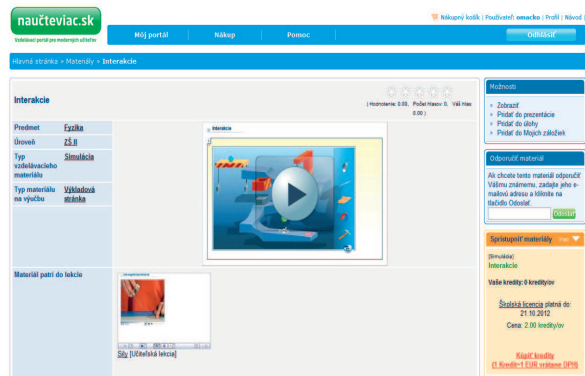 naučteviac.sk
Vzdelávací portál pre moderných učiteľov
Nákupný košík | Používateľ: omacko | Profil | Návod |
Môj portál Nákup Pomoc Odhlásiť
Hlavná stránka » Materiály » Interakcie
Interakcie
( Hodnotenie: 0.00, Počet hlasov: 0, Váš hlas: 0.00 )
Predmet Fyzika
Úroveň ZŠ II
Typ vzdelávacieho materiálu Simulácia
Typ materiálu na výučbu Výkladová stránka
Interakcie
Materiál patrí do lekcie
Sily [Učiteľská lekcia]
Možnosti
Zobraziť
Pridať do prezentácie
Pridať do úlohy
Pridať do Mojich záložiek
Odporučiť materiál
Ak chcete tento materiál odporučiť
Vášmu známemu, zadajte jeho e-
mailovú adresu a kliknite na
tlačidlo Odoslať.
Odoslať
Sprístupniť materiály
[Simulácia]
Interakcie
Vaše kredity: 0 kredity/ov
Školská licencia platná do:
21.10.2012
Cena: 2.00 kredity/ov
Kúpiť kredity
(1 Kredit=1 EUR vrátane DPH)